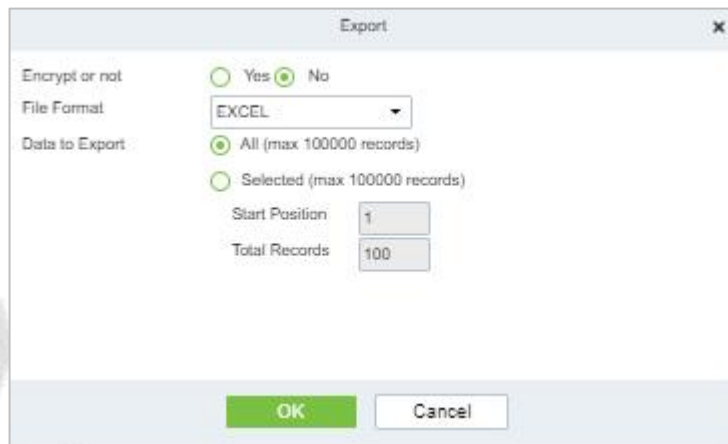 Export
Encrypt or not Yes No
File Format EXCEL
Data to Export All (max 100000 records)
Selected (max 100000 records)
Start Position 1
Total Records 100
OK Cancel